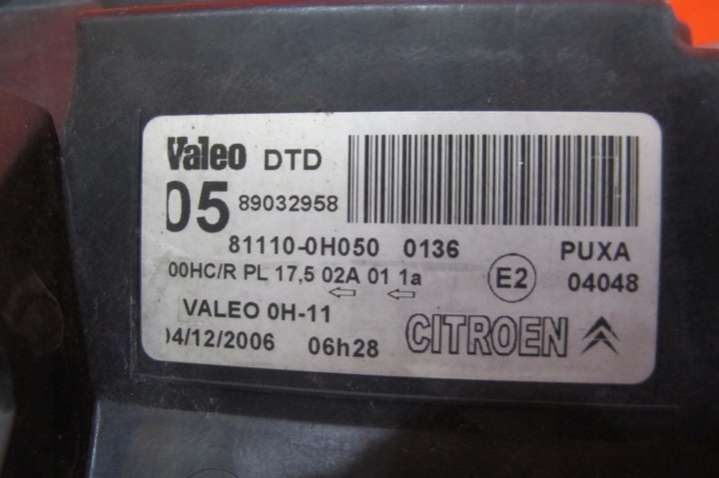 Valeo DTD
05 89032958
81110-0H050 0136 PUXA
00HC/R PL 17,5 02A 01 1a E2 04048
VALEO 0H-11
04/12/2006 06h28 CITROEN